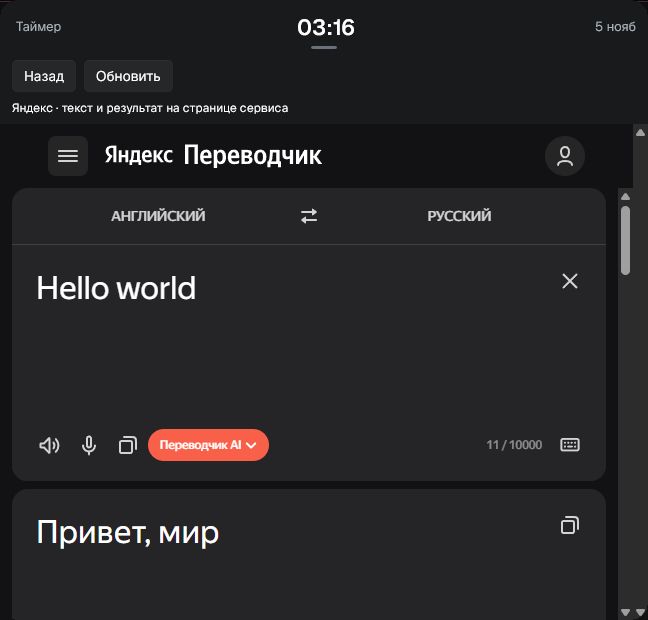 Таймер 03:16 5 нояб
Назад Обновить
Яндекс · текст и результат на странице сервиса
Яндекс Переводчик
АНГЛИЙСКИЙ РУССКИЙ
Hello world
Переводчик AI 11 / 10000
Привет, мир